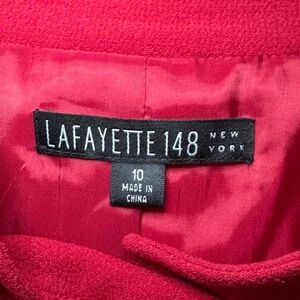 LAFAYETTE 148 NEW YORK
10
MADE IN
CHINA